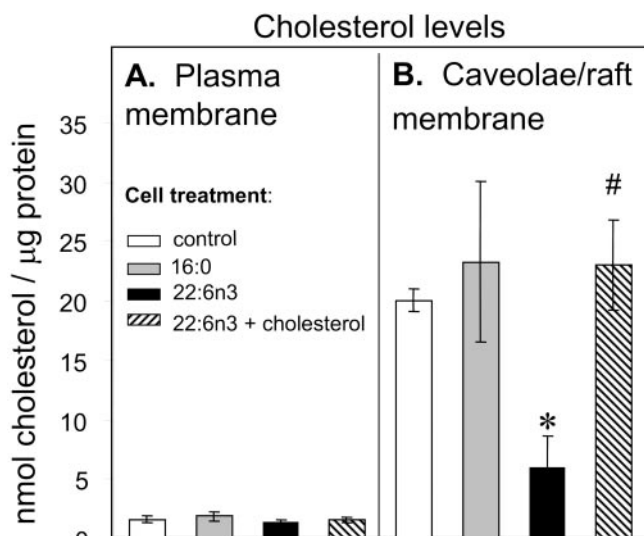 Cholesterol levels
A. Plasma
membrane
B. Caveolae/raft
membrane
nmol cholesterol / µg protein
35
30
25
20
15
10
5
0
Cell treatment:
control
16:0
22:6n3
22:6n3 + cholesterol
*
#